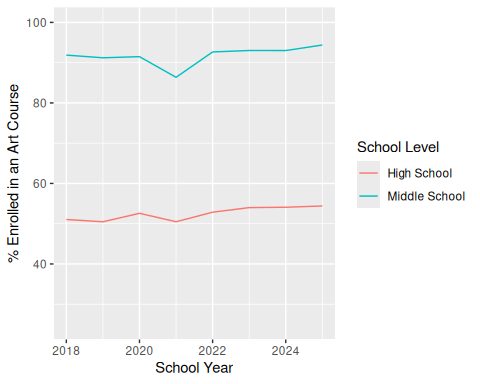 100
80
60
40
% Enrolled in an Art Course
2018 2020 2022 2024
School Year
School Level
High School
Middle School